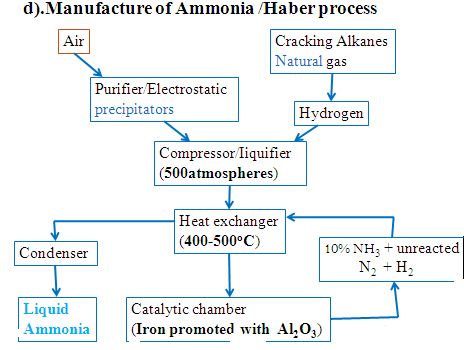 d).Manufacture of Ammonia /Haber process
Air
Cracking Alkanes
Natural gas
Purifier/Electrostatic
precipitators
Hydrogen
Compressor/Iiquifier
(500atmospheres)
Heat exchanger
(400-500°C)
Condenser
10% NH₃ + unreacted
N₂ + H₂
Liquid
Ammonia
Catalytic chamber
(Iron promoted with Al₂O₃)